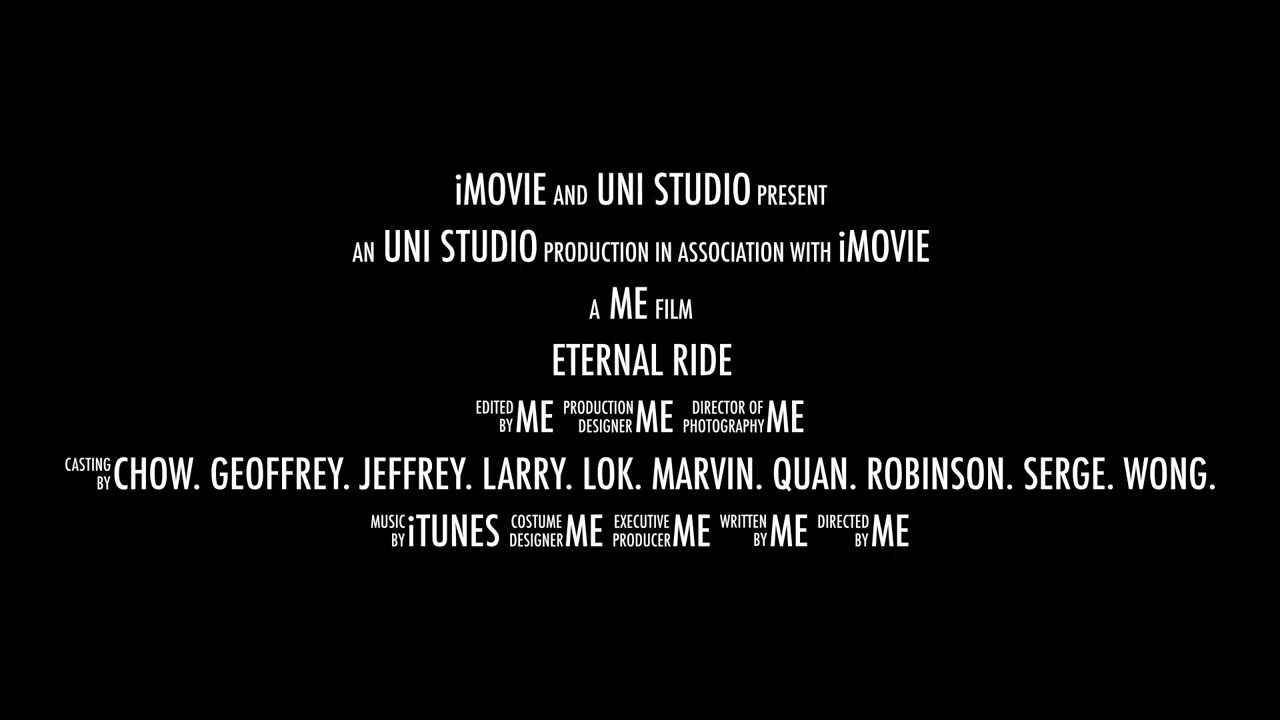 iMOVIE AND UNI STUDIO PRESENT
AN UNI STUDIO PRODUCTION IN ASSOCIATION WITH iMOVIE
A ME FILM
ETERNAL RIDE
EDITED BY ME PRODUCTION DESIGNER ME DIRECTOR OF PHOTOGRAPHY ME
CASTING BY CHOW. GEOFFREY. JEFFREY. LARRY. LOK. MARVIN. QUAN. ROBINSON. SERGE. WONG.
MUSIC BY iTUNES COSTUME DESIGNER ME EXECUTIVE PRODUCER ME WRITTEN BY ME DIRECTED BY ME